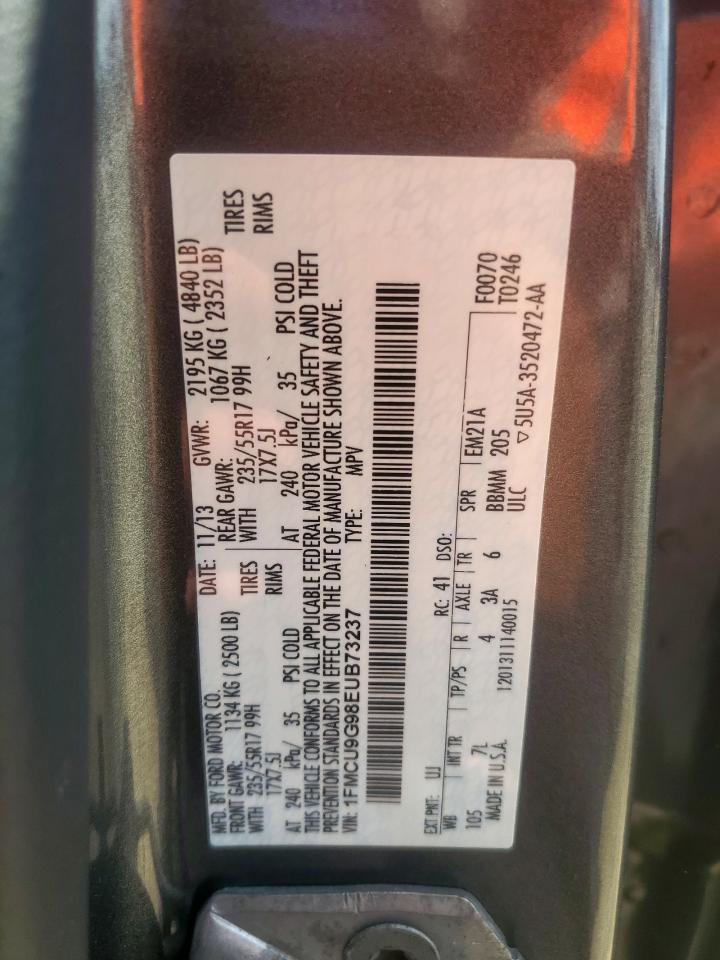 MFD. BY FORD MOTOR CO. DATE: 11/13 GVWR: 2195 KG ( 4840 LB)
FRONT GAWR: 1134 KG ( 2500 LB) REAR GAWR: 1067 KG ( 2352 LB)
WITH 235/55R17 99H TIRES WITH 235/55R17 99H TIRES
17X7.5J RIMS 17X7.5J RIMS
AT 240 kPa/ 35 PSI COLD AT 240 kPa/ 35 PSI COLD
THIS VEHICLE CONFORMS TO ALL APPLICABLE FEDERAL MOTOR VEHICLE SAFETY AND THEFT
PREVENTION STANDARDS IN EFFECT ON THE DATE OF MANUFACTURE SHOWN ABOVE.
VIN: 1FMCU9G98EUB73237 TYPE: MPV
EXT PNT: UJ RC: 41 DSO:
WB INT TR TP/PS R AXLE TR SPR EM21A F0070
105 7L 4 3A 6 BBMM 205 T0246
MADE IN U.S.A. 1201311140015 ULC ▽5U5A-3520472-AA